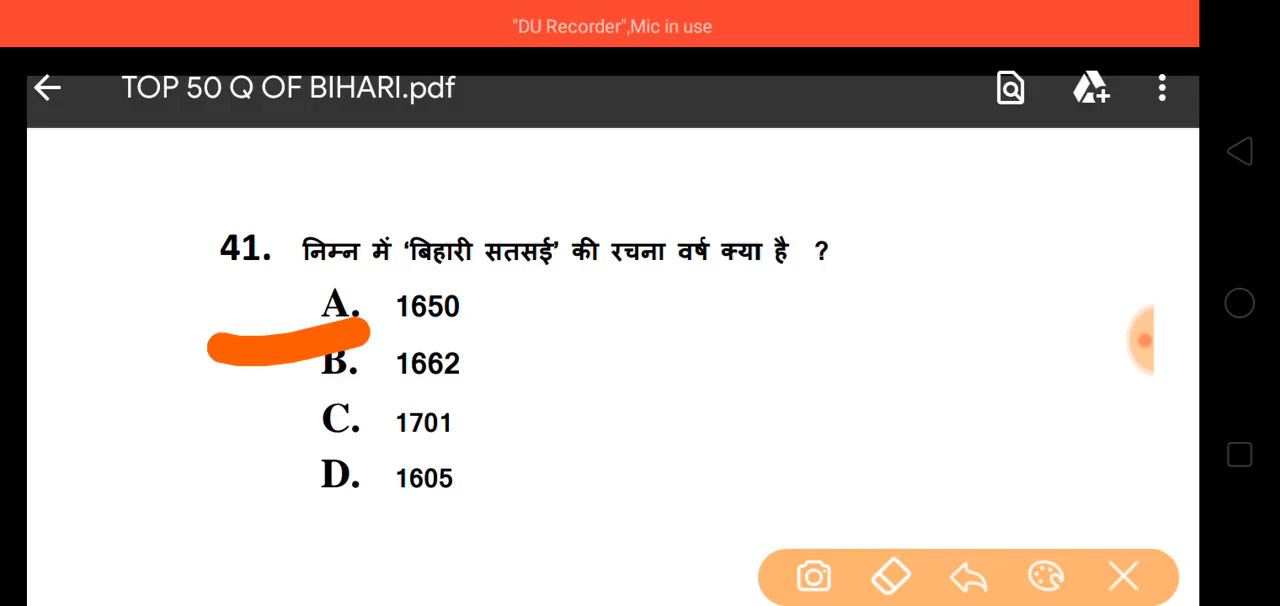 "DU Recorder",Mic in use
TOP 50 Q OF BIHARI.pdf
41. निम्न में ‘बिहारी सतसई’ की रचना वर्ष क्या है ?
A. 1650
B. 1662
C. 1701
D. 1605